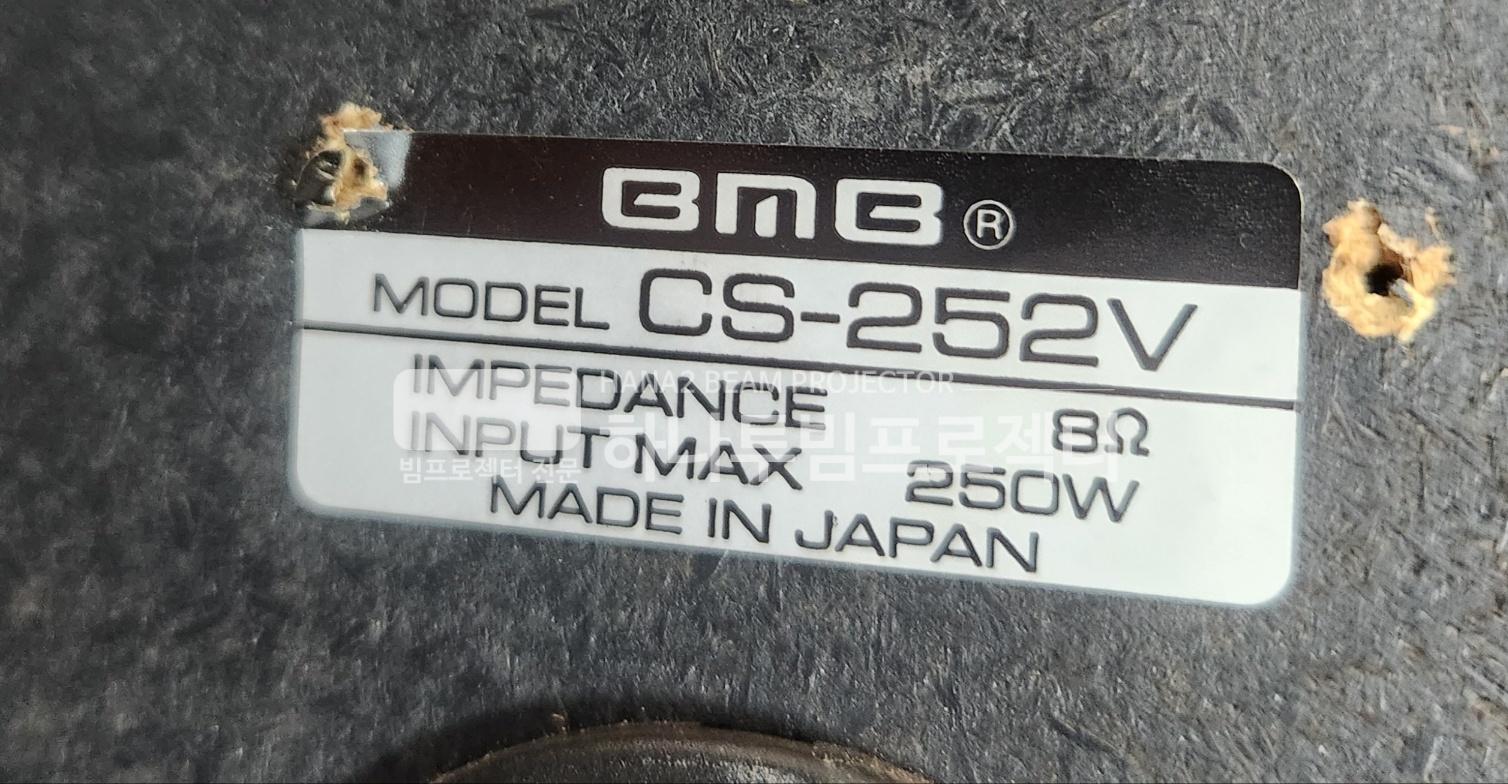 BMB®
MODEL CS-252V
IMPEDANCE 8Ω
INPUT MAX 250W
MADE IN JAPAN
HANA2 BEAM PROJECTOR
하나투빔프로젝터
빔프로젝터 전문